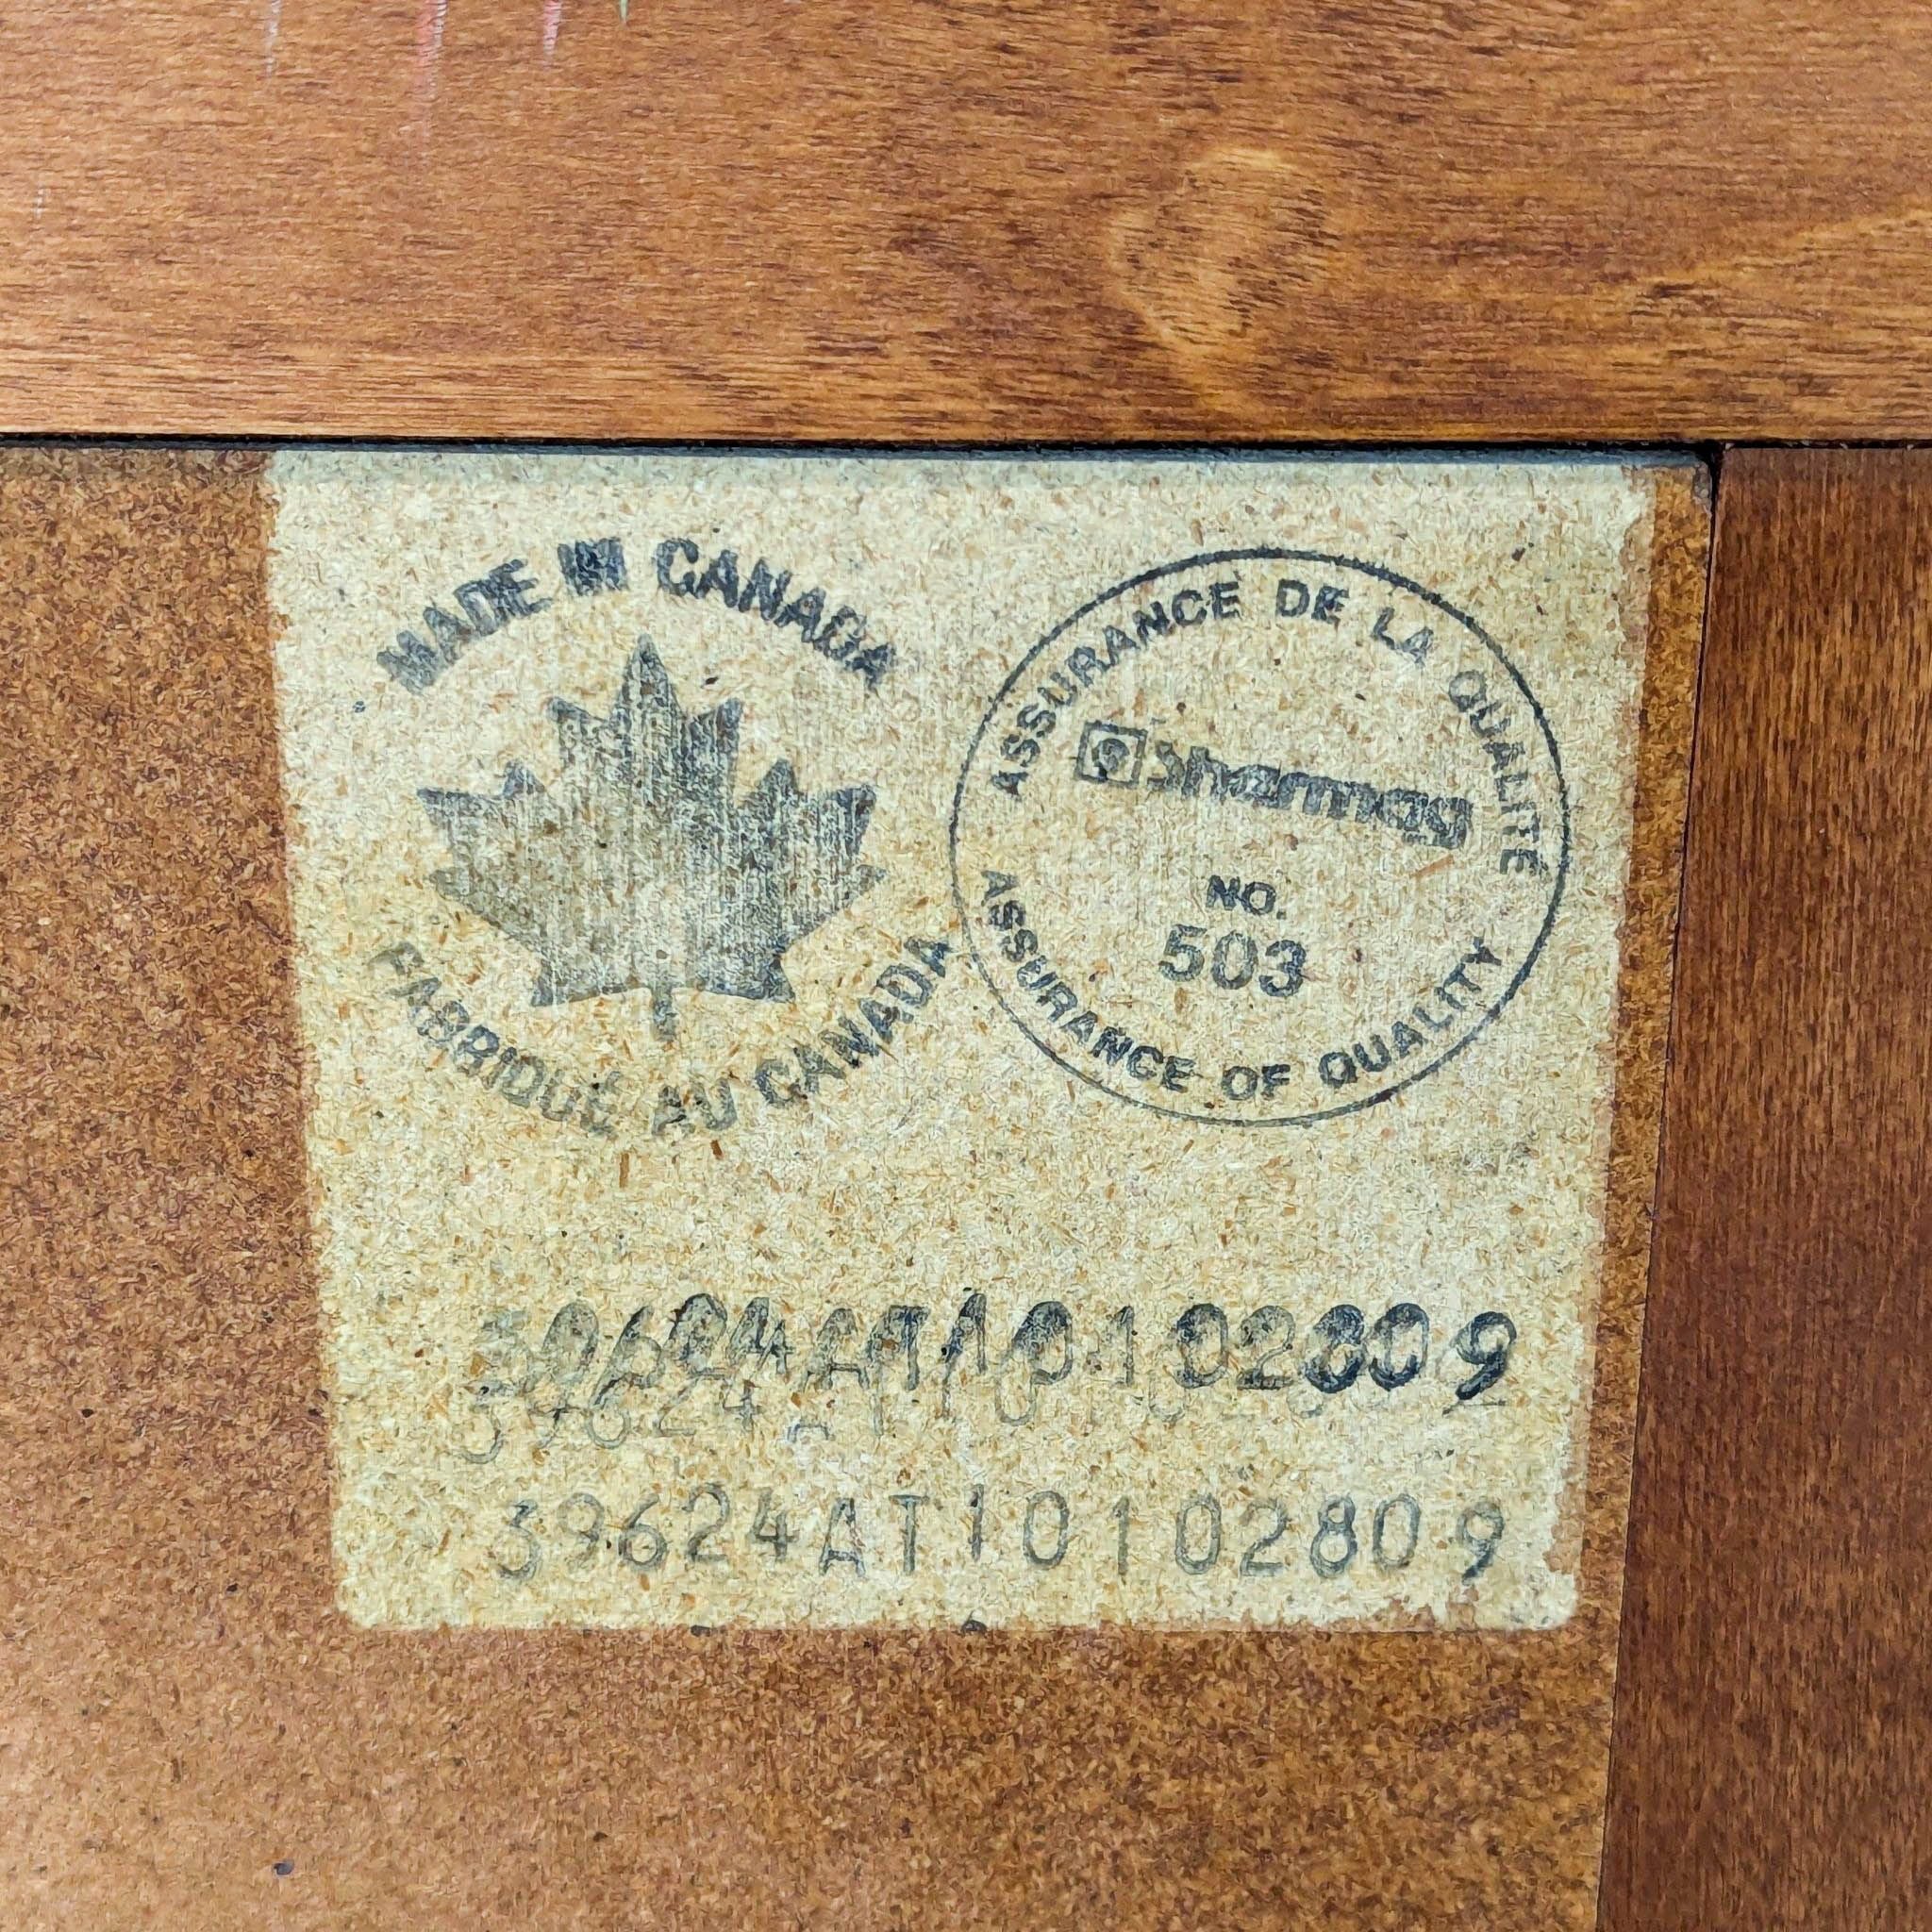 MADE IN CANADA
FABRIQUÉ AU CANADA
ASSURANCE DE LA QUALITÉ
shermag
NO.
503
ASSURANCE OF QUALITY
39624AT10102809